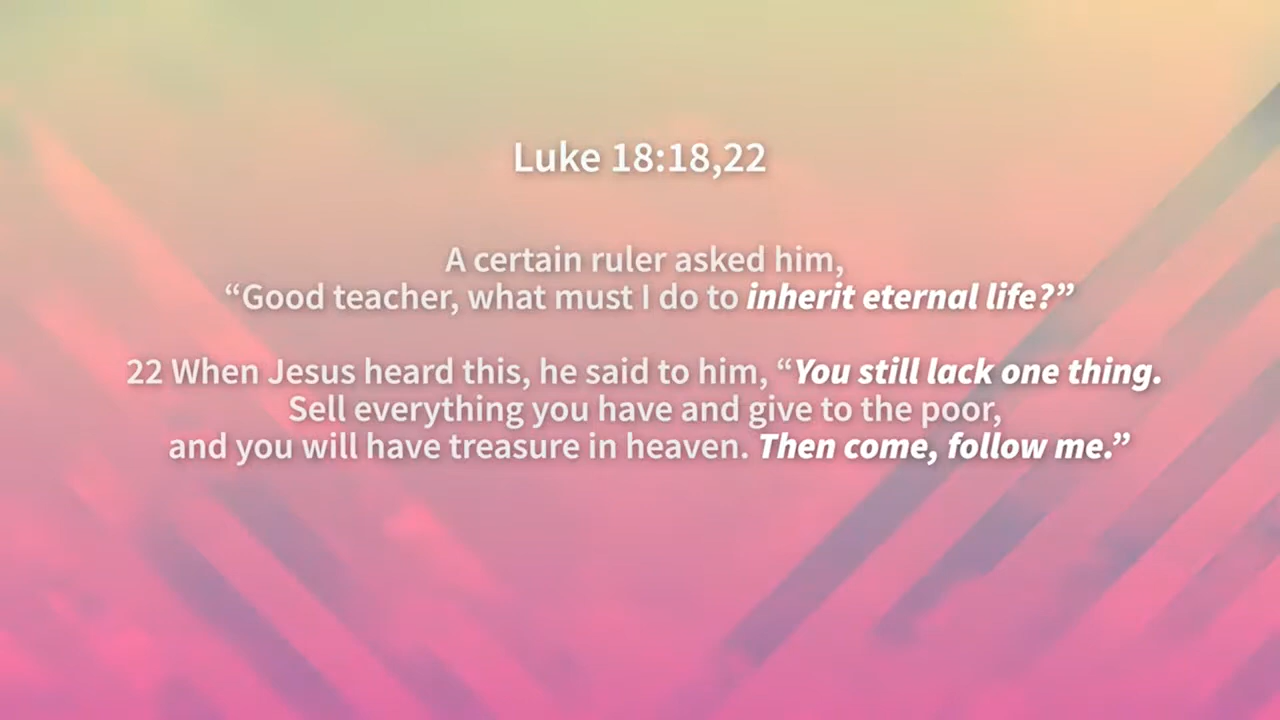 Luke 18:18,22
A certain ruler asked him,
“Good teacher, what must I do to inherit eternal life?”
22 When Jesus heard this, he said to him, “You still lack one thing.
Sell everything you have and give to the poor,
and you will have treasure in heaven. Then come, follow me.”